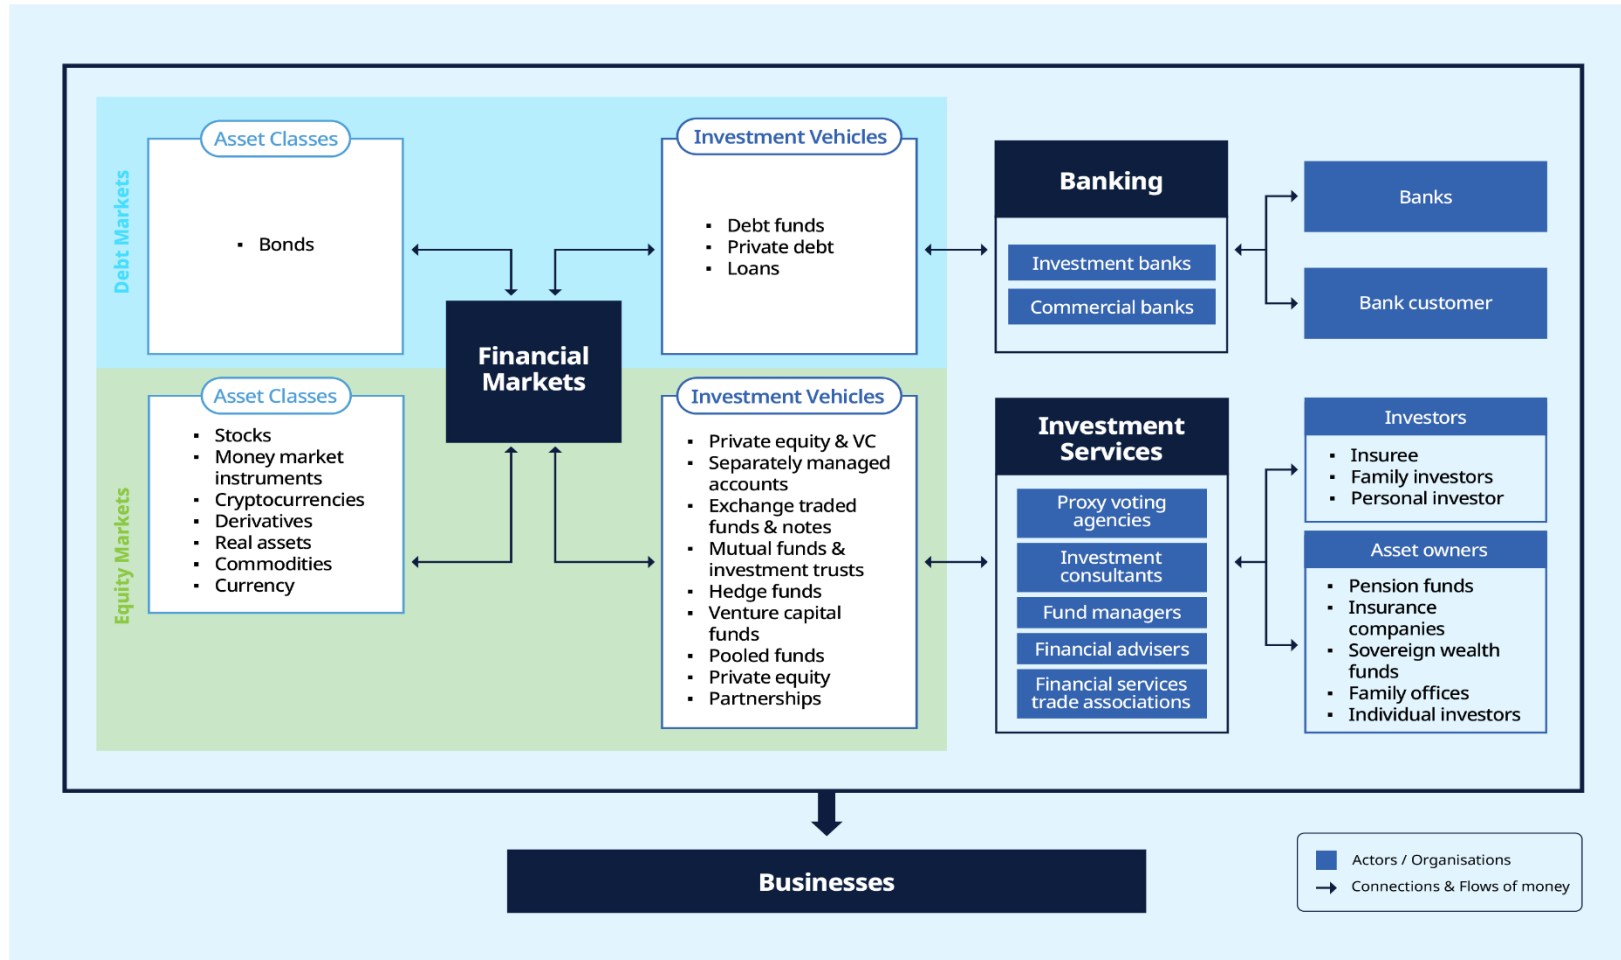 Debt Markets
Asset Classes
▪ Bonds
Investment Vehicles
▪ Debt funds
▪ Private debt
▪ Loans
Banking
Investment banks
Commercial banks
Banks
Bank customer
Financial
Markets
Equity Markets
Asset Classes
▪ Stocks
▪ Money market
instruments
▪ Cryptocurrencies
▪ Derivatives
▪ Real assets
▪ Commodities
▪ Currency
Investment Vehicles
▪ Private equity & VC
▪ Separately managed
accounts
▪ Exchange traded
funds & notes
▪ Mutual funds &
investment trusts
▪ Hedge funds
▪ Venture capital
funds
▪ Pooled funds
▪ Private equity
▪ Partnerships
Investment
Services
Proxy voting
agencies
Investment
consultants
Fund managers
Financial advisers
Financial services
trade associations
Investors
▪ Insuree
▪ Family investors
▪ Personal investor
Asset owners
▪ Pension funds
▪ Insurance
companies
▪ Sovereign wealth
funds
▪ Family offices
▪ Individual investors
Businesses
Actors / Organisations
Connections & Flows of money